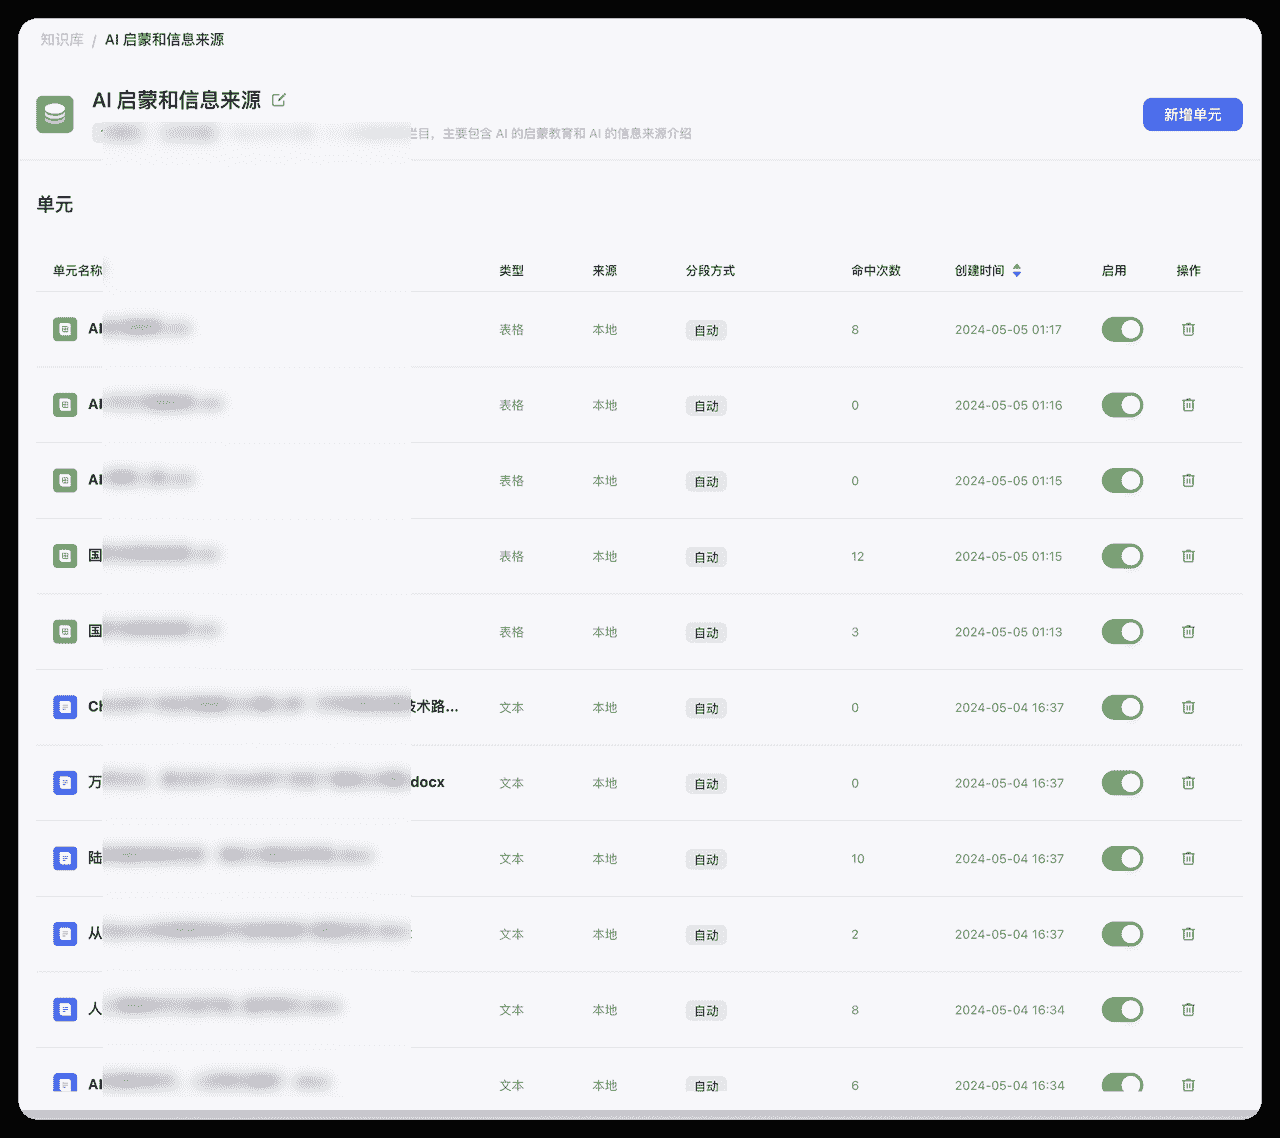 知识库 / AI 启蒙和信息来源
AI 启蒙和信息来源
栏目，主要包含 AI 的启蒙教育和 AI 的信息来源介绍
新增单元
单元
单元名称 类型 来源 分段方式 命中次数 创建时间 启用 操作
AI 表格 本地 自动 8 2024-05-05 01:17
AI 表格 本地 自动 0 2024-05-05 01:16
AI 表格 本地 自动 0 2024-05-05 01:15
国 表格 本地 自动 12 2024-05-05 01:15
国 表格 本地 自动 3 2024-05-05 01:13
Ch 技术路... 文本 本地 自动 0 2024-05-04 16:37
万 docx 文本 本地 自动 0 2024-05-04 16:37
陆 文本 本地 自动 10 2024-05-04 16:37
从 文本 本地 自动 2 2024-05-04 16:37
人 文本 本地 自动 8 2024-05-04 16:34
AI 文本 本地 自动 6 2024-05-04 16:34